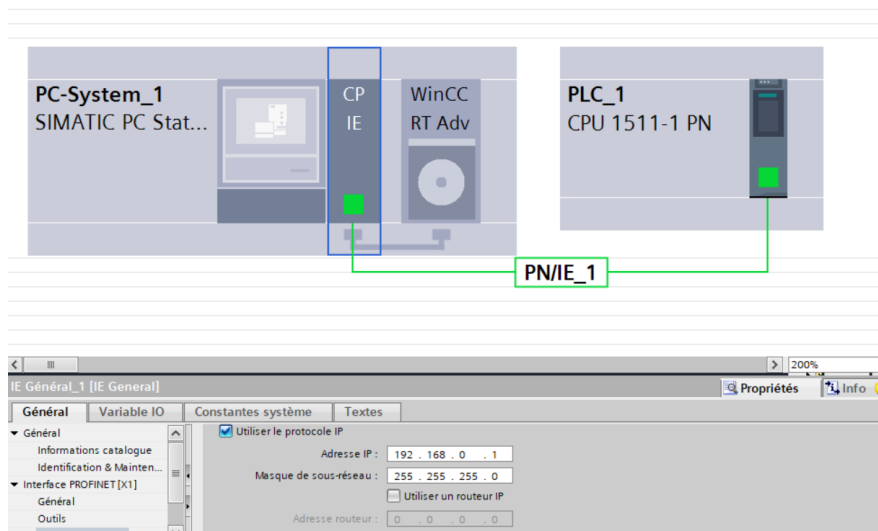 PC-System_1
SIMATIC PC Stat...
CP
IE
WinCC
RT Adv
PLC_1
CPU 1511-1 PN
PN/IE_1
200%
IE Général_1 [IE General]
Propriétés
Info
Général
Variable IO
Constantes système
Textes
Général
Informations catalogue
Identification & Mainten...
Interface PROFINET [X1]
Général
Outils
Utiliser le protocole IP
Adresse IP : 192 . 168 . 0 . 1
Masque de sous-réseau : 255 . 255 . 255 . 0
Utiliser un routeur IP
Adresse routeur : 0 . 0 . 0 . 0